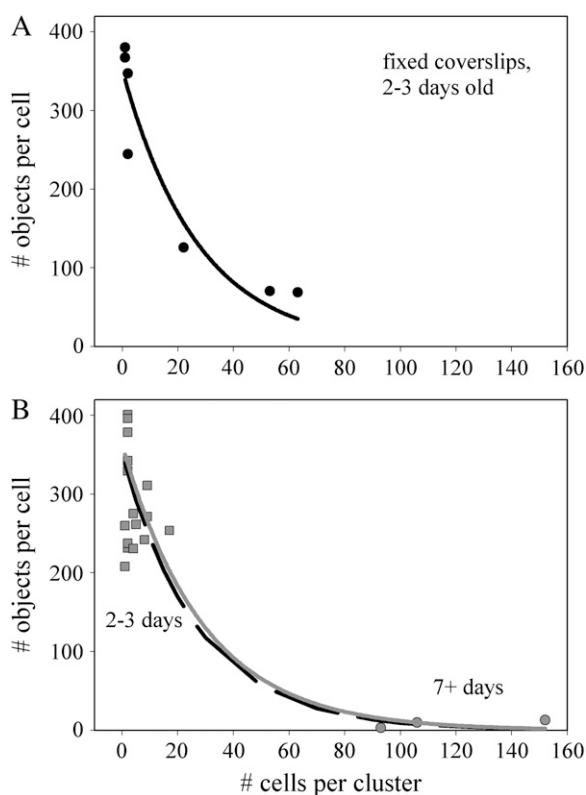 A
400
300
200
100
0
# objects per cell
fixed coverslips,
2-3 days old
0 20 40 60 80 100 120 140 160
B
400
300
200
100
0
# objects per cell
2-3 days
7+ days
0 20 40 60 80 100 120 140 160
# cells per cluster